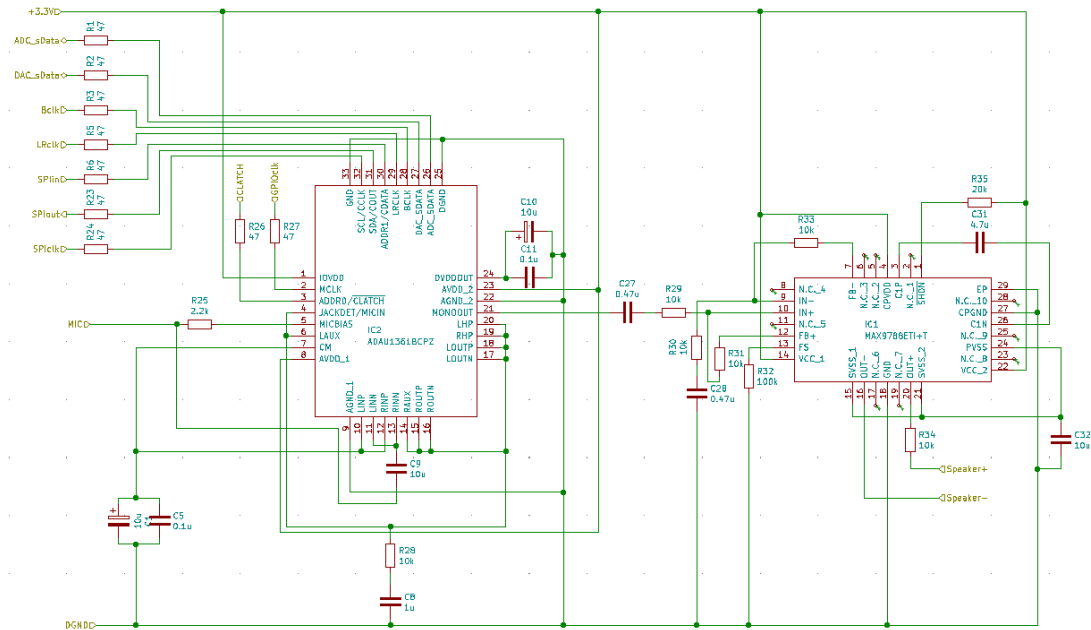 +3.3V
ADC_sData
R1
47
DAC_sData
R2
47
Bclk
R3
47
LRclk
R5
47
SPIin
R6
47
SPIout
R23
47
SPIclk
R24
47
CLATCH
GPIOclk
R26
47
R27
47
MIC
R25
2.2k
33
32
31
30
29
28
27
26
25
GND
SCL/CCLK
SDA/COUT
ADDR1/CDATA
LRCLK
BCLK
DAC_SDATA
ADC_SDATA
DGND
1 IOVDD
2 MCLK
3 ADDR0/CLATCH
4 JACKDET/MICIN
5 MICBIAS
6 LAUX
7 CM
8 AVDD_1
IC2
ADAU1361BCPZ
DVDDOUT 24
AVDD_2 23
AGND_2 22
MONOOUT 21
LHP 20
RHP 19
LOUTP 18
LOUTN 17
AGND_1
LINP
LINN
RINP
RINN
RAUX
ROUTP
ROUTN
9
10
11
12
13
14
15
16
C10
10u
C11
0.1u
C9
10u
10u
C5
0.1u
R28
10k
C8
1u
DGND
C27
0.47u
R29
10k
R30
10k
C28
0.47u
R31
10k
R32
100k
R33
10k
R35
20k
C31
4.7u
7
6
5
4
3
2
1
FB-
N.C._3
N.C._2
CPVDD
C1P
N.C._1
SHDN
8 N.C._4
9 IN-
10 IN+
11 N.C._5
12 FB+
13 FS
14 VCC_1
IC1
MAX9788ETI+T
EP 29
N.C._10 28
CPGND 27
C1N 26
N.C._9 25
PVSS 24
N.C._8 23
VCC_2 22
SVSS_1
OUT-
N.C._6
GND
N.C._7
OUT+
SVSS_2
15
16
17
18
19
20
21
R34
10k
C32
10u
Speaker+
Speaker-